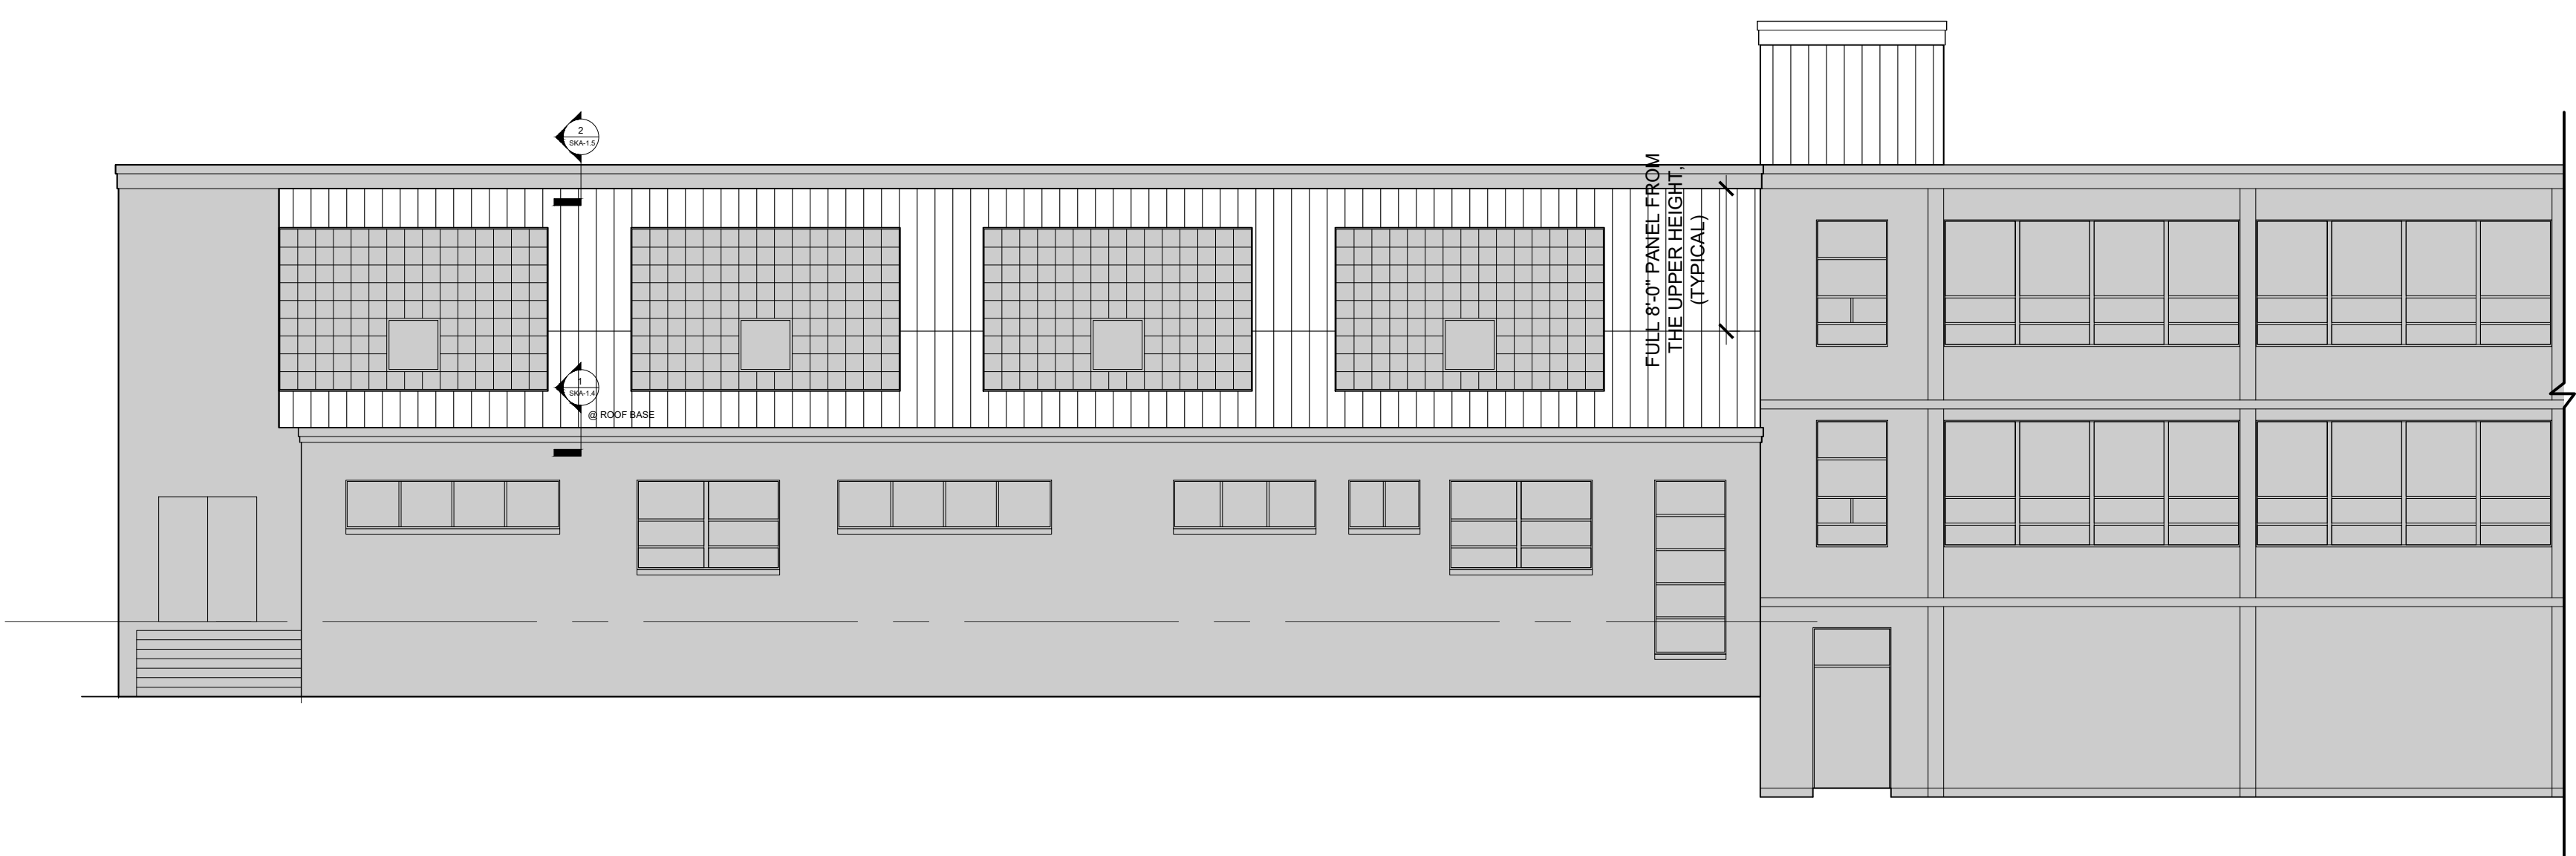 2
SKA-1.5
FULL 8'-0" PANEL FROM
THE UPPER HEIGHT,
(TYPICAL)
1
SKA-1.4
@ ROOF BASE